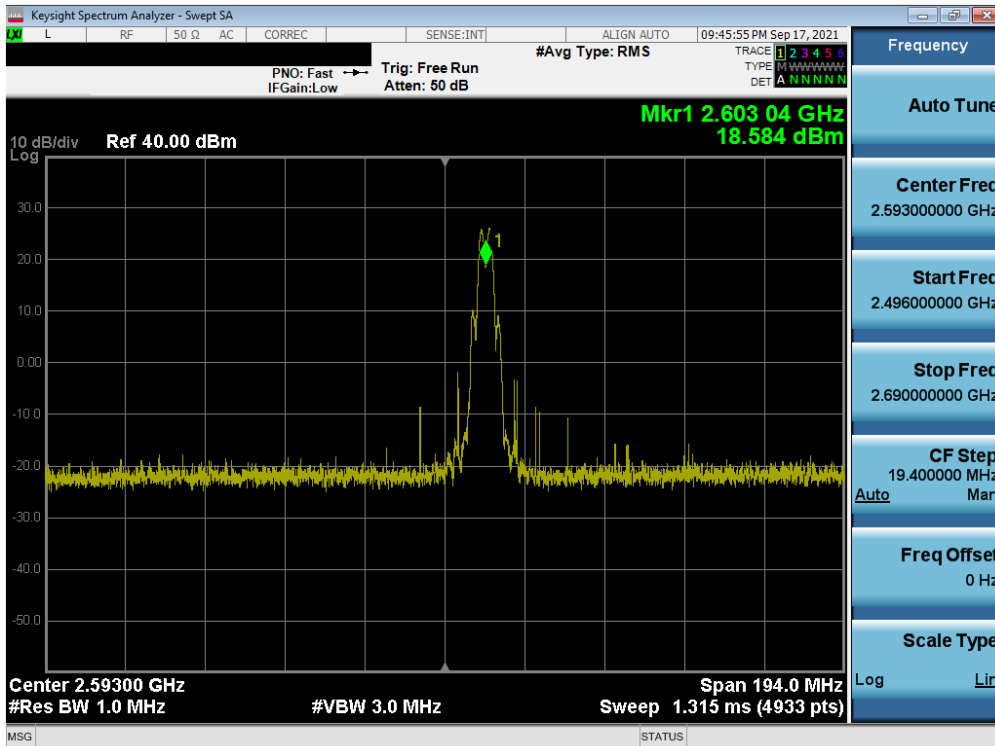 Keysight Spectrum Analyzer - Swept SA
LXI L RF 50 Ω AC CORREC SENSE:INT ALIGN AUTO 09:45:55 PM Sep 17, 2021
Frequency
#Avg Type: RMS
TRACE 1 2 3 4 5 6
PNO: Fast Trig: Free Run
TYPE M W W W W W
IFGain:Low Atten: 50 dB
DET A N N N N N
Auto Tune
Mkr1 2.603 04 GHz
18.584 dBm
10 dB/div Ref 40.00 dBm
Log
30.0
20.0
10.0
0.00
-10.0
-20.0
-30.0
-40.0
-50.0
1
Center Freq
2.593000000 GHz
Start Freq
2.496000000 GHz
Stop Freq
2.690000000 GHz
CF Step
19.400000 MHz
Auto Man
Freq Offset
0 Hz
Scale Type
Log Lin
Center 2.59300 GHz Span 194.0 MHz
#Res BW 1.0 MHz #VBW 3.0 MHz Sweep 1.315 ms (4933 pts)
MSG STATUS